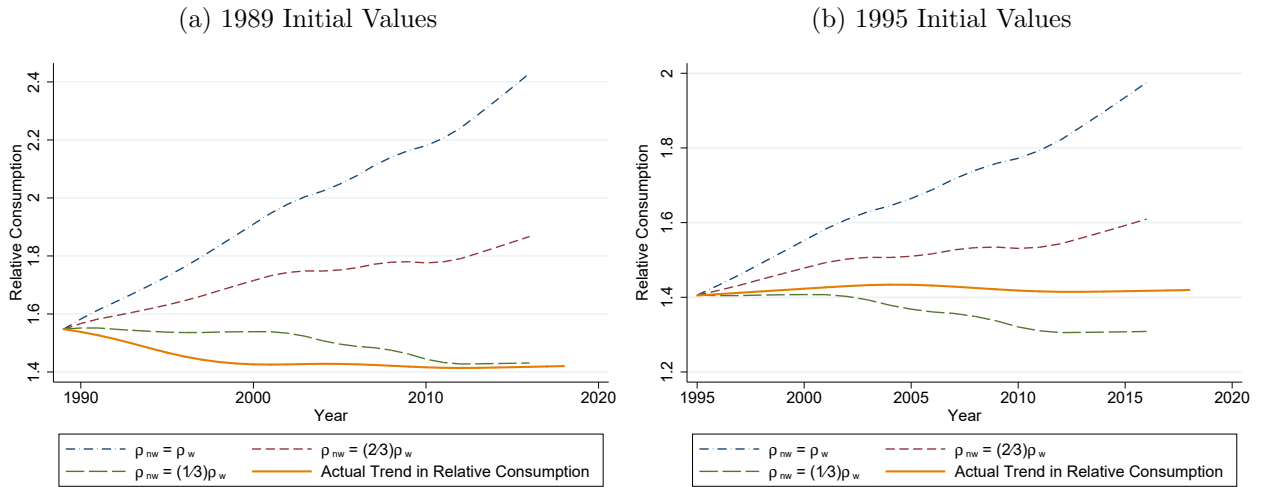 (a) 1989 Initial Values
Relative Consumption
2.4
2.2
2
1.8
1.6
1.4
1990
2000
2010
2020
Year
ρ nw = ρ w
ρ nw = (2/3)ρ w
ρ nw = (1/3)ρ w
Actual Trend in Relative Consumption
(b) 1995 Initial Values
Relative Consumption
2
1.8
1.6
1.4
1.2
1995
2000
2005
2010
2015
2020
Year
ρ nw = ρ w
ρ nw = (2/3)ρ w
ρ nw = (1/3)ρ w
Actual Trend in Relative Consumption